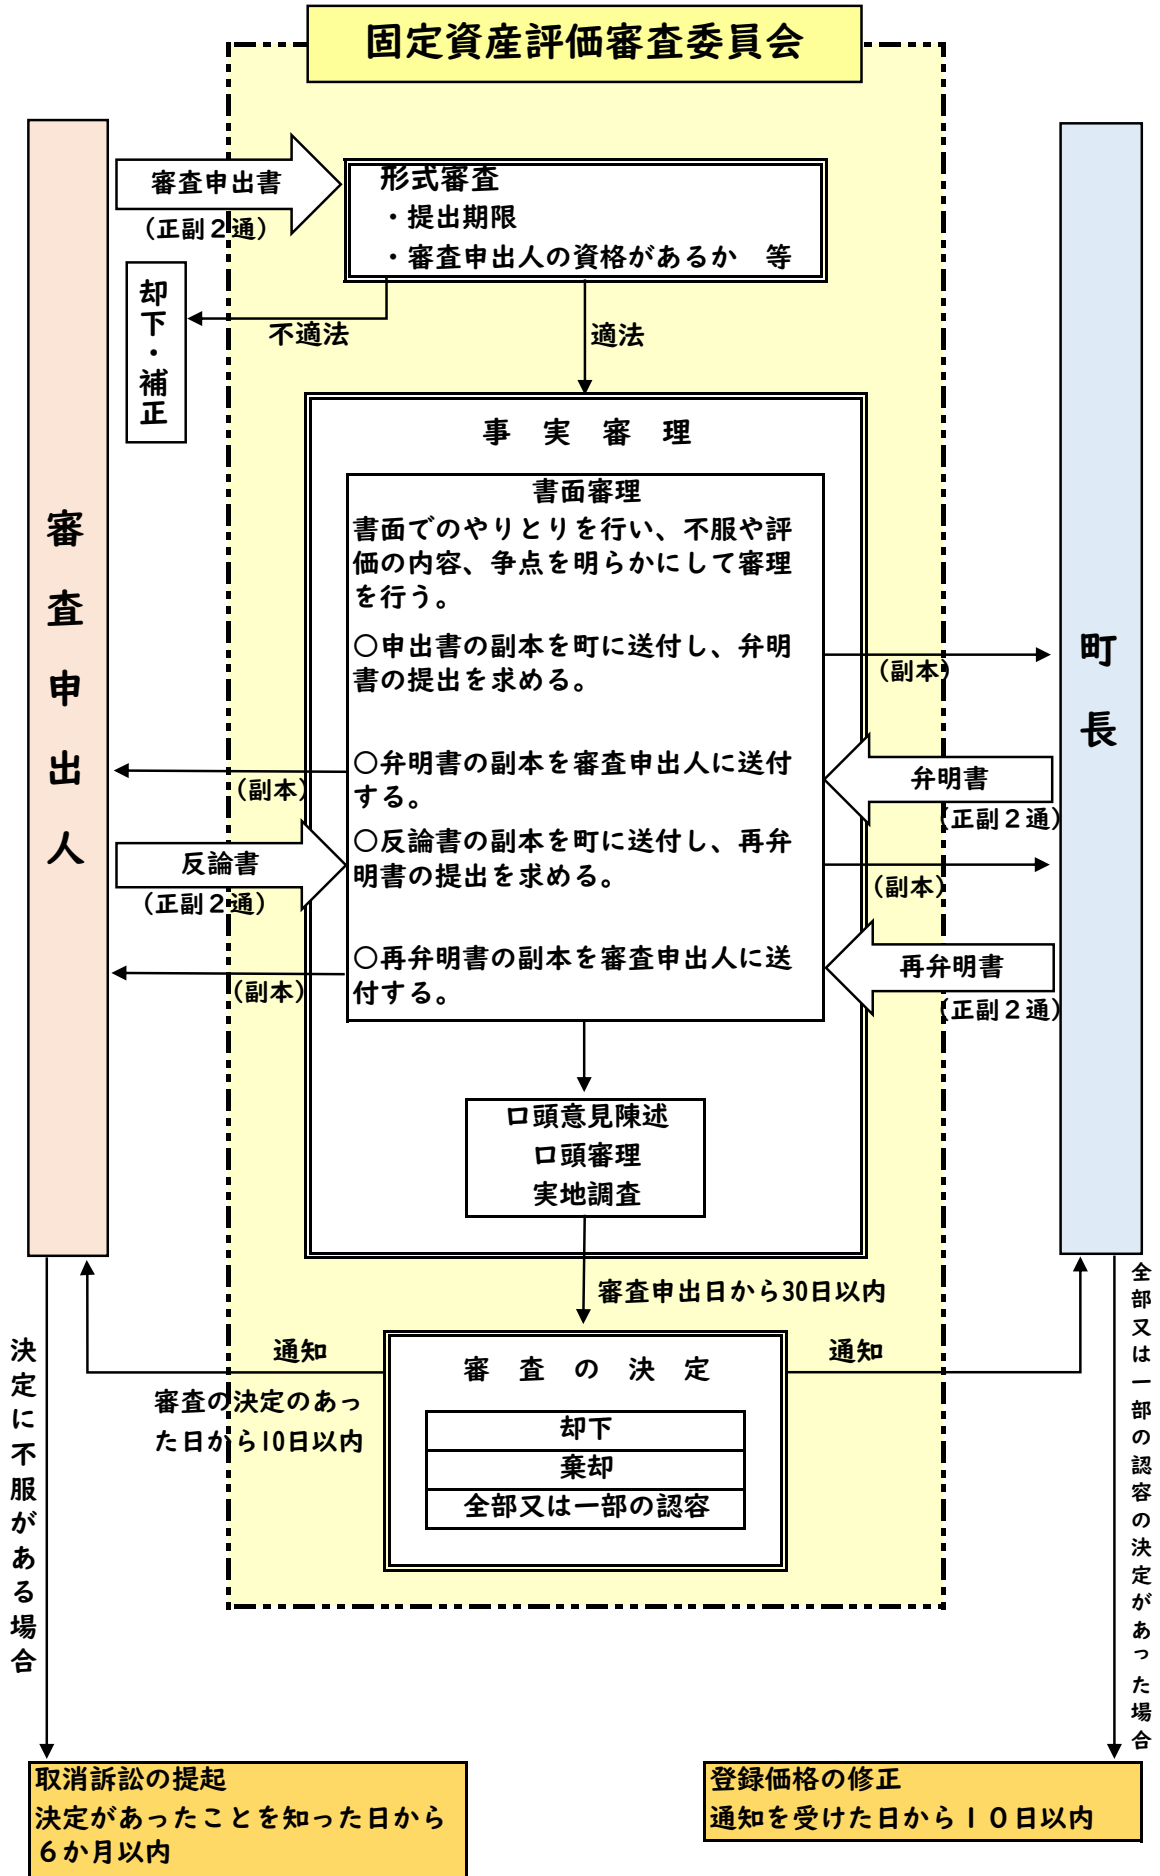 固定資産評価審査委員会
審査申出人
町長
審査申出書
（正副２通）
形式審査
・提出期限
・審査申出人の資格があるか　等
却下・補正
不適法
適法
事　実　審　理
書面審理
書面でのやりとりを行い、不服や評
価の内容、争点を明らかにして審理
を行う。
○申出書の副本を町に送付し、弁明
書の提出を求める。
（副本）
○弁明書の副本を審査申出人に送付
する。
（副本）
弁明書
（正副２通）
○反論書の副本を町に送付し、再弁
明書の提出を求める。
反論書
（正副２通）
（副本）
○再弁明書の副本を審査申出人に送
付する。
（副本）
再弁明書
（正副２通）
口頭意見陳述
口頭審理
実地調査
審査申出日から30日以内
審　査　の　決　定
却下
棄却
全部又は一部の認容
通知
審査の決定のあっ
た日から10日以内
通知
決定に不服がある場合
全部又は一部の認容の決定があった場合
取消訴訟の提起
決定があったことを知った日から
６か月以内
登録価格の修正
通知を受けた日から１０日以内